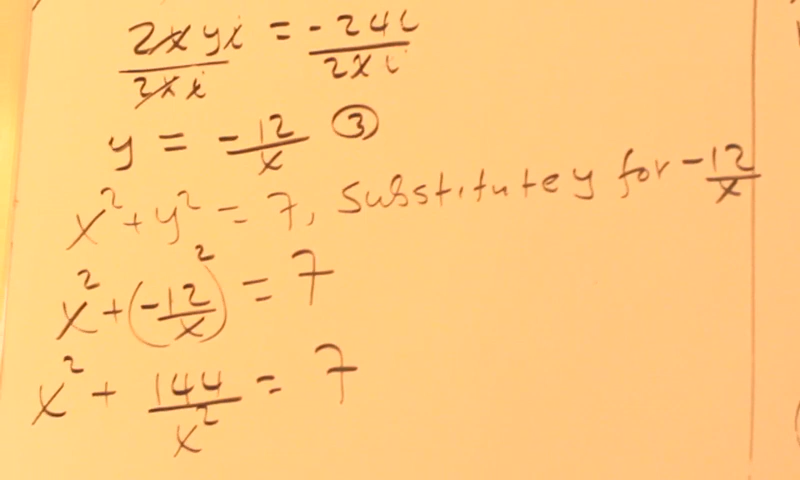 2xyi/2xi = -24i/2xi
y = -12/x ③
x² + y² = 7, Substitute y for -12/x
x² + (-12/x)² = 7
x² + 144/x² = 7